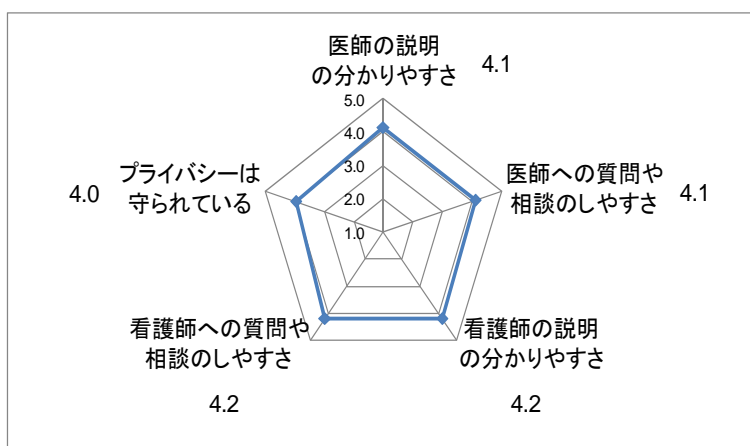 医師の説明
の分かりやすさ
4.1
5.0
4.0
3.0
2.0
1.0
プライバシーは
守られている
4.0
医師への質問や
相談のしやすさ
4.1
看護師への質問や
相談のしやすさ
4.2
看護師の説明
の分かりやすさ
4.2